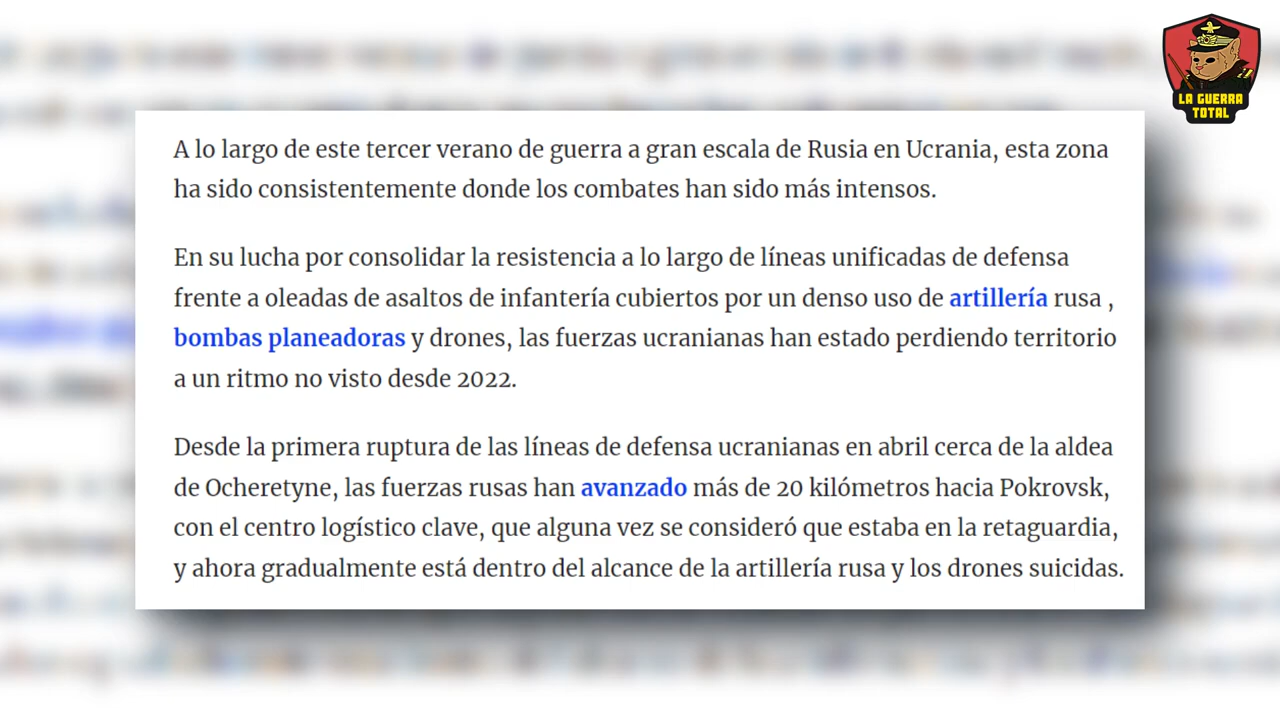 LA GUERRA
TOTAL
A lo largo de este tercer verano de guerra a gran escala de Rusia en Ucrania, esta zona
ha sido consistentemente donde los combates han sido más intensos.
En su lucha por consolidar la resistencia a lo largo de líneas unificadas de defensa
frente a oleadas de asaltos de infantería cubiertos por un denso uso de artillería rusa ,
bombas planeadoras y drones, las fuerzas ucranianas han estado perdiendo territorio
a un ritmo no visto desde 2022.
Desde la primera ruptura de las líneas de defensa ucranianas en abril cerca de la aldea
de Ocheretyne, las fuerzas rusas han avanzado más de 20 kilómetros hacia Pokrovsk,
con el centro logístico clave, que alguna vez se consideró que estaba en la retaguardia,
y ahora gradualmente está dentro del alcance de la artillería rusa y los drones suicidas.